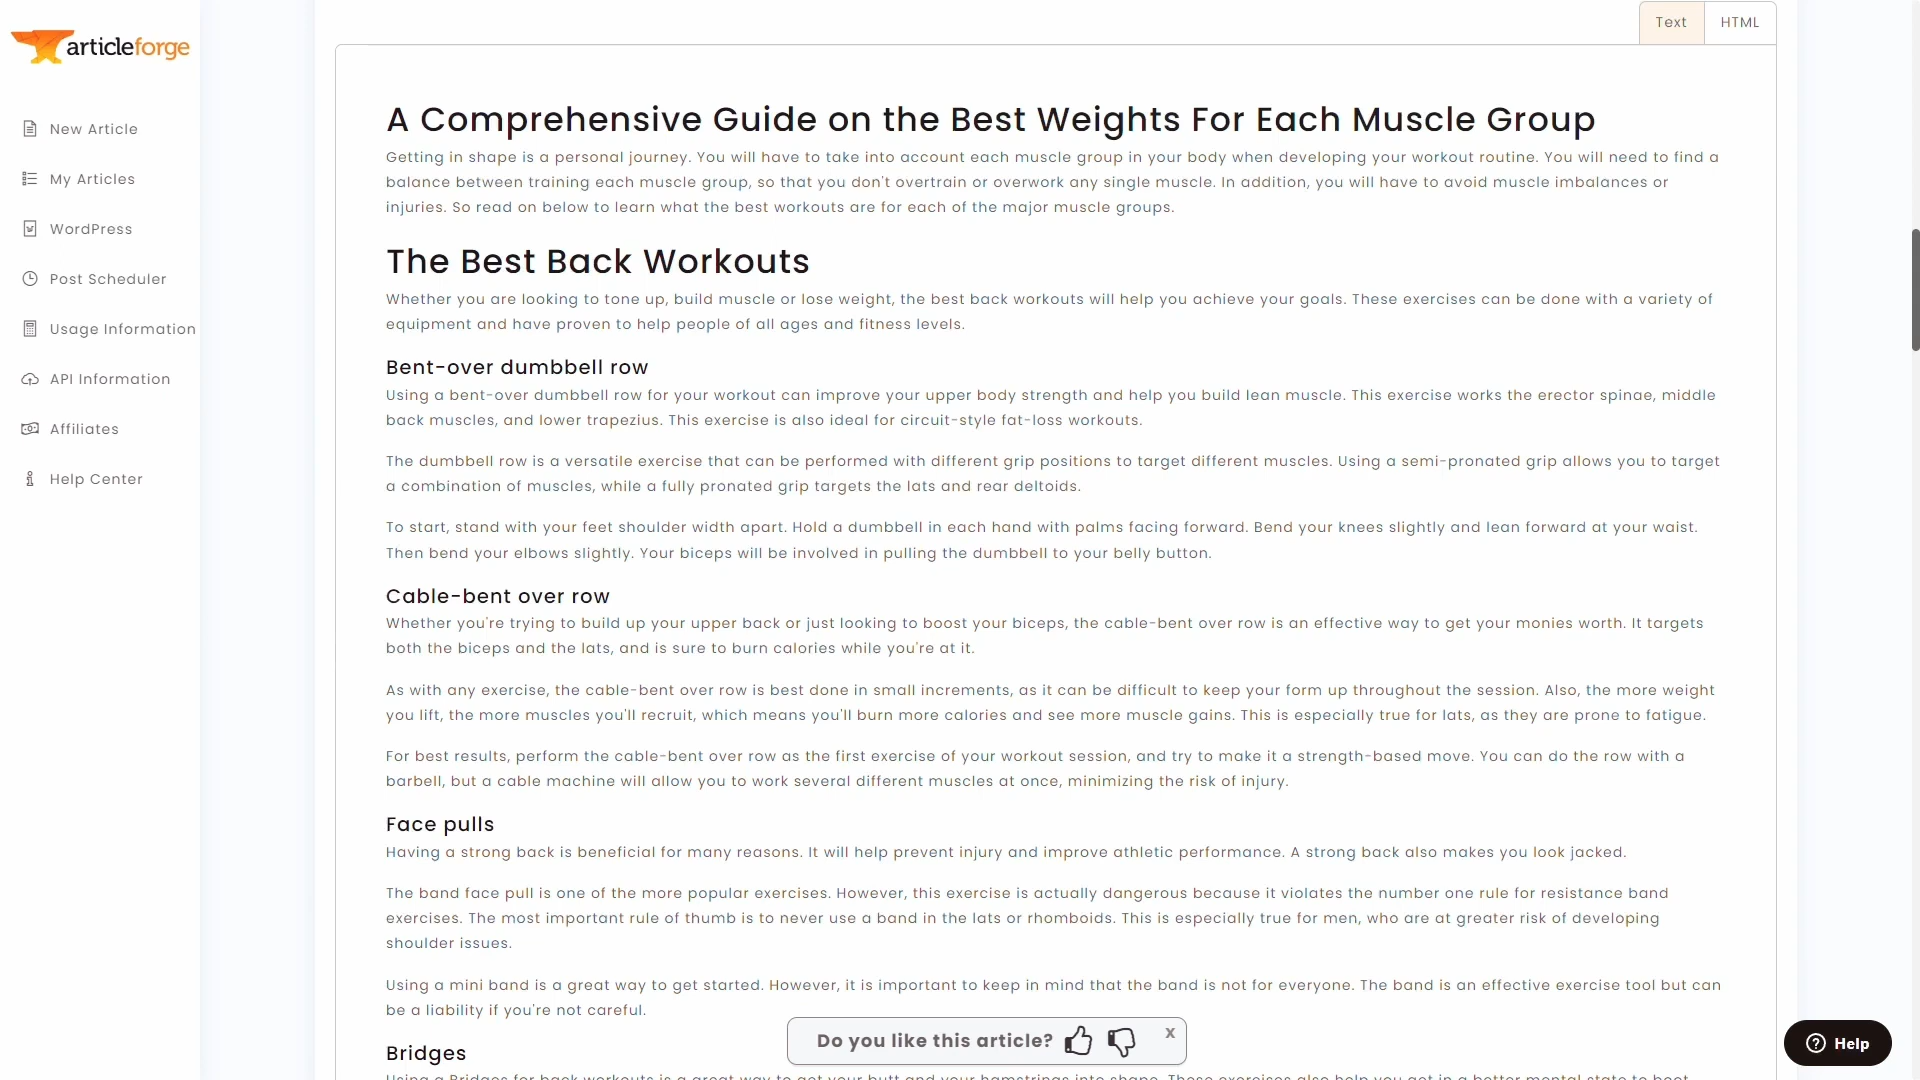 Text HTML
articleforge
New Article
My Articles
WordPress
Post Scheduler
Usage Information
API Information
Affiliates
Help Center
A Comprehensive Guide on the Best Weights For Each Muscle Group
Getting in shape is a personal journey. You will have to take into account each muscle group in your body when developing your workout routine. You will need to find a
balance between training each muscle group, so that you don't overtrain or overwork any single muscle. In addition, you will have to avoid muscle imbalances or
injuries. So read on below to learn what the best workouts are for each of the major muscle groups.
The Best Back Workouts
Whether you are looking to tone up, build muscle or lose weight, the best back workouts will help you achieve your goals. These exercises can be done with a variety of
equipment and have proven to help people of all ages and fitness levels.
Bent-over dumbbell row
Using a bent-over dumbbell row for your workout can improve your upper body strength and help you build lean muscle. This exercise works the erector spinae, middle
back muscles, and lower trapezius. This exercise is also ideal for circuit-style fat-loss workouts.
The dumbbell row is a versatile exercise that can be performed with different grip positions to target different muscles. Using a semi-pronated grip allows you to target
a combination of muscles, while a fully pronated grip targets the lats and rear deltoids.
To start, stand with your feet shoulder width apart. Hold a dumbbell in each hand with palms facing forward. Bend your knees slightly and lean forward at your waist.
Then bend your elbows slightly. Your biceps will be involved in pulling the dumbbell to your belly button.
Cable-bent over row
Whether you're trying to build up your upper back or just looking to boost your biceps, the cable-bent over row is an effective way to get your monies worth. It targets
both the biceps and the lats, and is sure to burn calories while you're at it.
As with any exercise, the cable-bent over row is best done in small increments, as it can be difficult to keep your form up throughout the session. Also, the more weight
you lift, the more muscles you'll recruit, which means you'll burn more calories and see more muscle gains. This is especially true for lats, as they are prone to fatigue.
For best results, perform the cable-bent over row as the first exercise of your workout session, and try to make it a strength-based move. You can do the row with a
barbell, but a cable machine will allow you to work several different muscles at once, minimizing the risk of injury.
Face pulls
Having a strong back is beneficial for many reasons. It will help prevent injury and improve athletic performance. A strong back also makes you look jacked.
The band face pull is one of the more popular exercises. However, this exercise is actually dangerous because it violates the number one rule for resistance band
exercises. The most important rule of thumb is to never use a band in the lats or rhomboids. This is especially true for men, who are at greater risk of developing
shoulder issues.
Using a mini band is a great way to get started. However, it is important to keep in mind that the band is not for everyone. The band is an effective exercise tool but can
be a liability if you're not careful.
Do you like this article? x
Help
Bridges
Using a Bridges for back workouts is a great way to get your butt and your hamstrings into shape. These exercises also help you get in a better mental state to boot